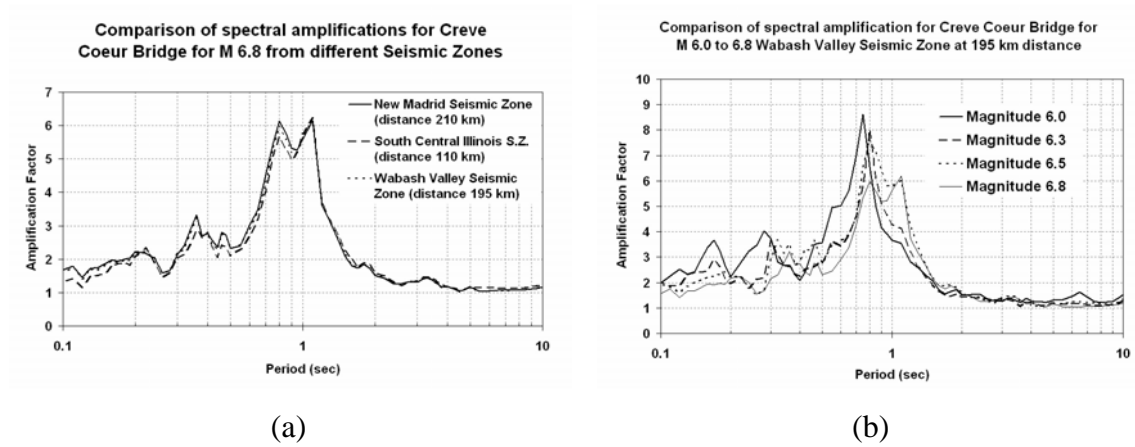 Comparison of spectral amplifications for Creve
Coeur Bridge for M 6.8 from different Seismic Zones
7
6
5
4
3
2
1
0
Amplification Factor
New Madrid Seismic Zone
(distance 210 km)
South Central Illinois S.Z.
(distance 110 km)
Wabash Valley Seismic
Zone (distance 195 km)
0.1
1
10
Period (sec)
(a)
Comparison of spectral amplification for Creve Coeur Bridge for
M 6.0 to 6.8 Wabash Valley Seismic Zone at 195 km distance
10
9
8
7
6
5
4
3
2
1
0
Amplification Factor
Magnitude 6.0
Magnitude 6.3
Magnitude 6.5
Magnitude 6.8
0.1
1
10
Period (sec)
(b)